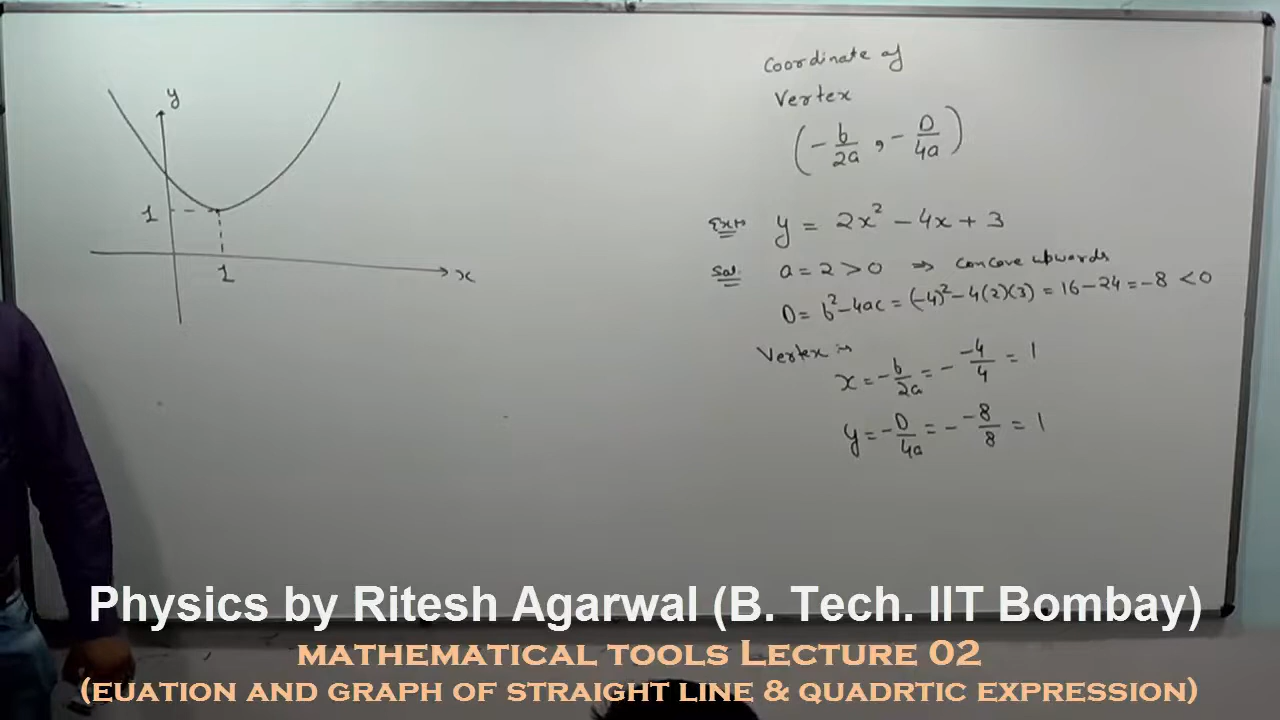 y
1
1
x
Coordinate of
Vertex
(-b/2a, -D/4a)
y = 2x² - 4x + 3
Sol. a = 2 > 0 ⇒ concave upwards
D = b² - 4ac = (-4)² - 4(2)(3) = 16 - 24 = -8 < 0
Vertex
x = -b/2a = - -4/4 = 1
y = -D/4a = - -8/8 = 1
Physics by Ritesh Agarwal (B. Tech. IIT Bombay)
MATHEMATICAL TOOLS LECTURE 02
(EUATION AND GRAPH OF STRAIGHT LINE & QUADRTIC EXPRESSION)